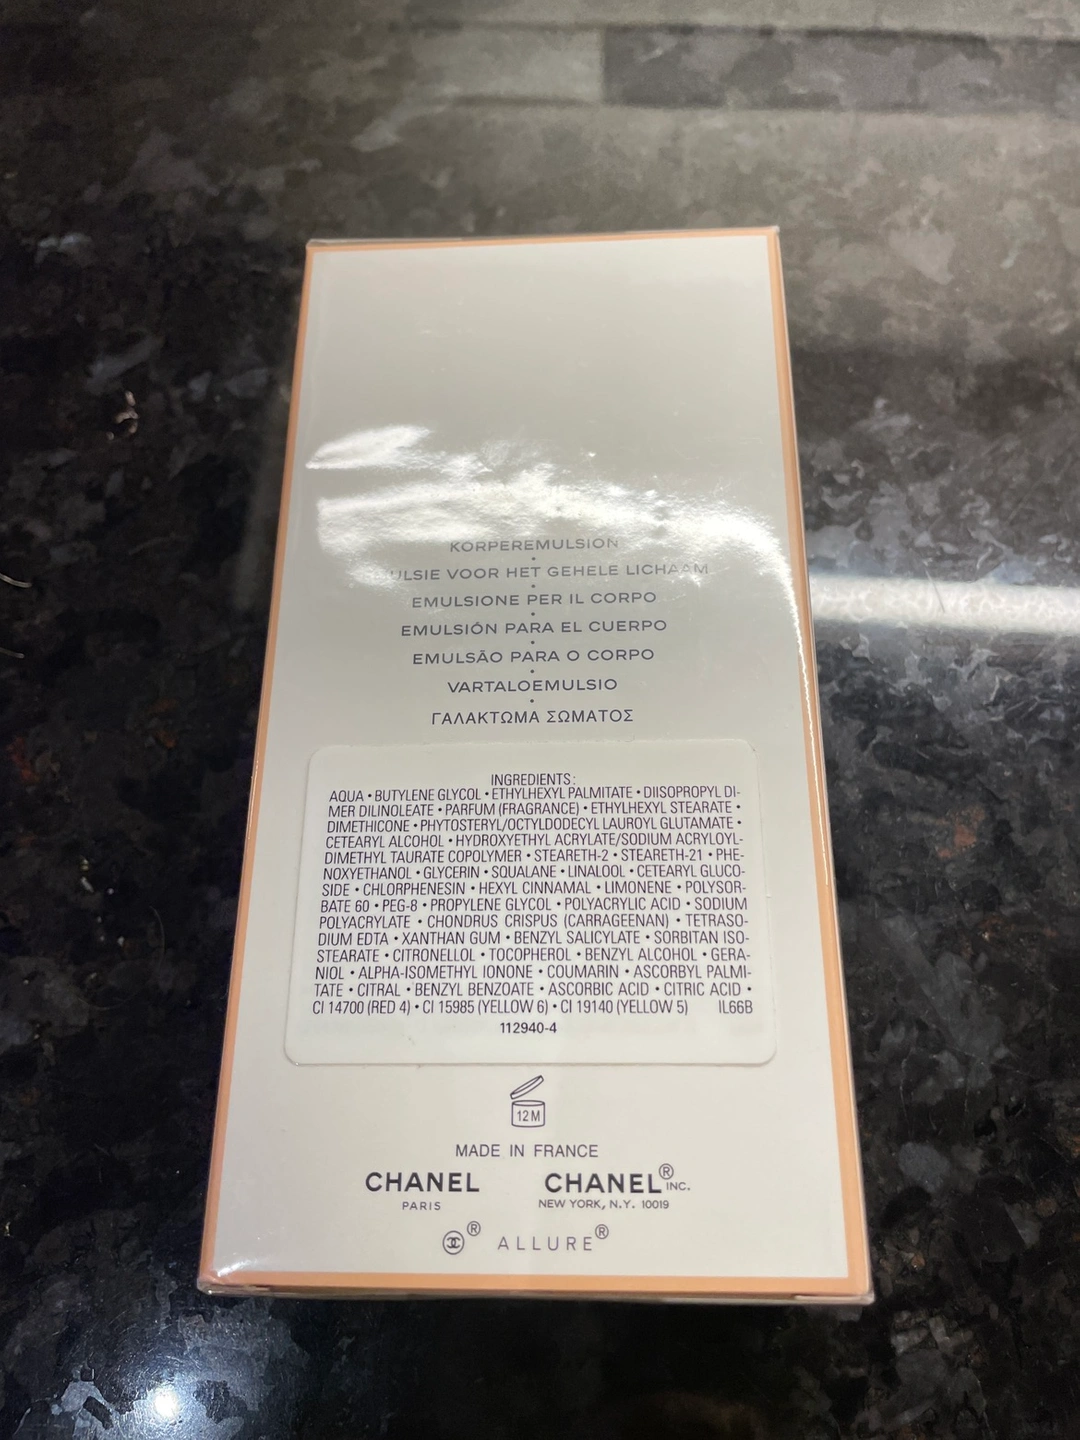 KÖRPEREMULSION
VOOR HET GEHELE LICHAAM
EMULSIONE PER IL CORPO
EMULSIÓN PARA EL CUERPO
EMULSÃO PARA O CORPO
VARTALOEMULSIO
ΓΑΛΑΚΤΩΜΑ ΣΩΜΑΤΟΣ
INGREDIENTS:
AQUA • BUTYLENE GLYCOL • ETHYLHEXYL PALMITATE • DIISOPROPYL DI-
MER DILINOLEATE • PARFUM (FRAGRANCE) • ETHYLHEXYL STEARATE •
DIMETHICONE • PHYTOSTERYL/OCTYLDODECYL LAUROYL GLUTAMATE •
CETEARYL ALCOHOL • HYDROXYETHYL ACRYLATE/SODIUM ACRYLOYL-
DIMETHYL TAURATE COPOLYMER • STEARETH-2 • STEARETH-21 • PHE-
NOXYETHANOL • GLYCERIN • SQUALANE • LINALOOL • CETEARYL GLUCO-
SIDE • CHLORPHENESIN • HEXYL CINNAMAL • LIMONENE • POLYSOR-
BATE 60 • PEG-8 • PROPYLENE GLYCOL • POLYACRYLIC ACID • SODIUM
POLYACRYLATE • CHONDRUS CRISPUS (CARRAGEENAN) • TETRASO-
DIUM EDTA • XANTHAN GUM • BENZYL SALICYLATE • SORBITAN ISO-
STEARATE • CITRONELLOL • TOCOPHEROL • BENZYL ALCOHOL • GERA-
NIOL • ALPHA-ISOMETHYL IONONE • COUMARIN • ASCORBYL PALMI-
TATE • CITRAL • BENZYL BENZOATE • ASCORBIC ACID • CITRIC ACID •
CI 14700 (RED 4) • CI 15985 (YELLOW 6) • CI 19140 (YELLOW 5) IL66B
112940-4
12M
MADE IN FRANCE
CHANEL CHANEL® INC.
PARIS NEW YORK, N.Y. 10019
® ALLURE®